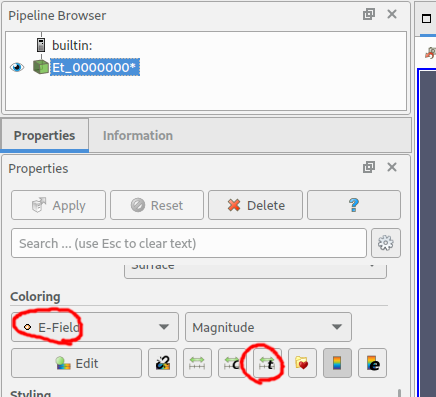 Pipeline Browser
builtin:
Et_0000000*
Properties Information
Properties
Apply Reset Delete ?
Search ... (use Esc to clear text)
Surface
Coloring
E-Field Magnitude
Edit 2 c t e
Styling